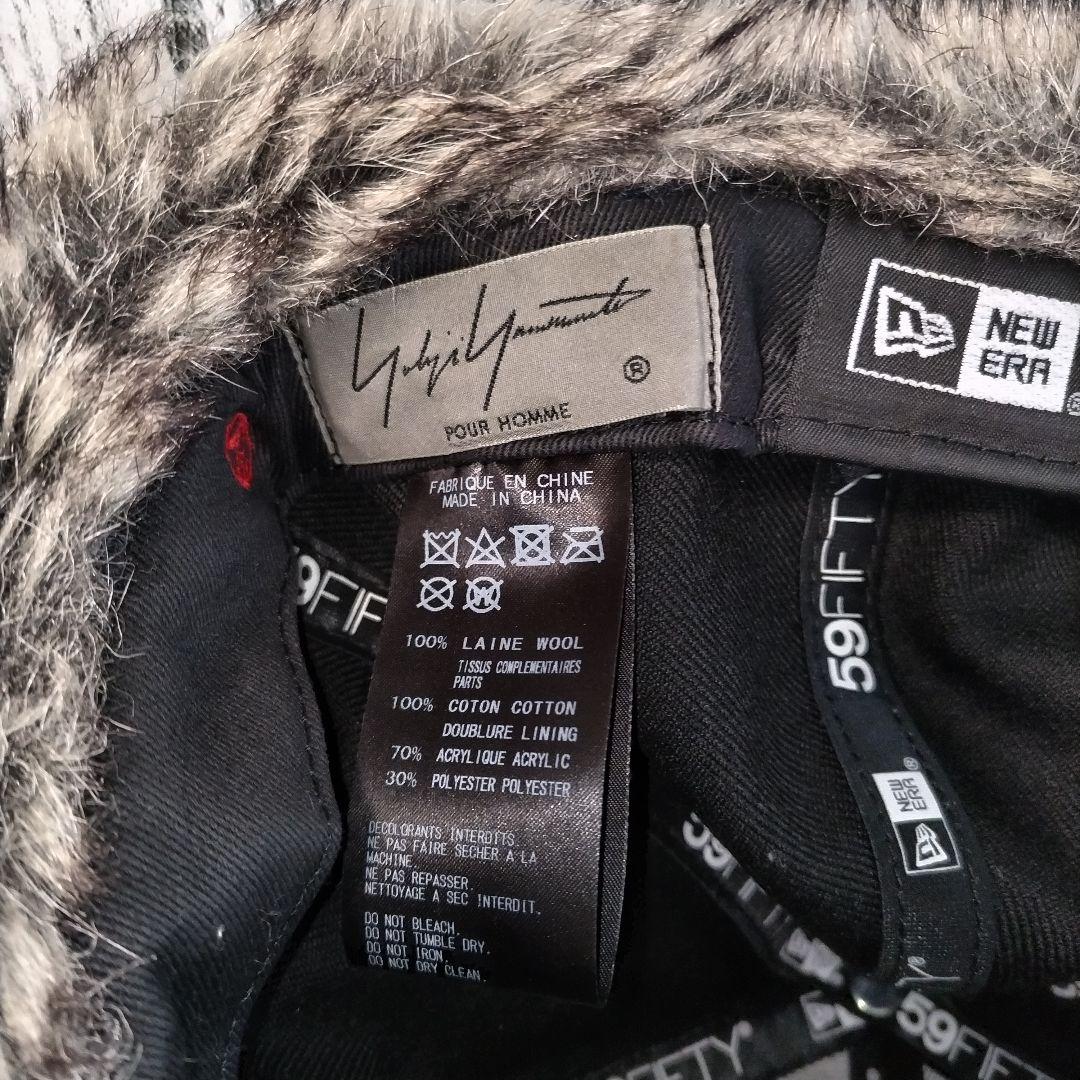 Yohji Yamamoto
®
POUR HOMME
NEW ERA
®
FABRIQUE EN CHINE
MADE IN CHINA
W
100% LAINE WOOL
TISSUS COMPLEMENTAIRES
PARTS
100% COTON COTTON
DOUBLURE LINING
70% ACRYLIQUE ACRYLIC
30% POLYESTER POLYESTER
DECOLORANTS INTERDITS.
NE PAS FAIRE SECHER A LA
MACHINE.
NE PAS REPASSER.
NETTOYAGE A SEC INTERDIT.
DO NOT BLEACH.
DO NOT TUMBLE DRY.
DO NOT IRON.
DO NOT DRY CLEAN.
9FIF
59FIFTY
NEW ERA®
59FIFTY
Y®
59FIFTY
FIFTY
59